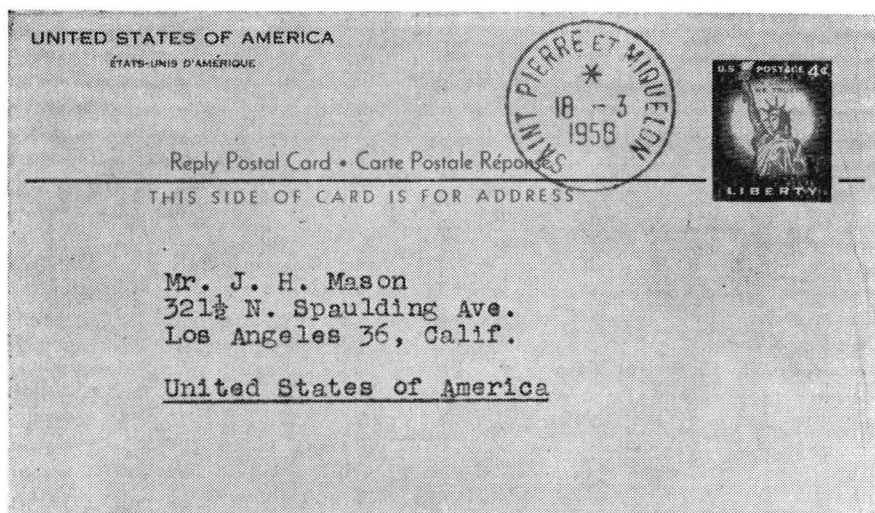 UNITED STATES OF AMERICA
ÉTATS-UNIS D'AMÉRIQUE
SAINT PIERRE ET MIQUELON
*
18 - 3
1958
U.S. POSTAGE 4¢
WE TRUST
LIBERTY
Reply Postal Card • Carte Postale Réponse
THIS SIDE OF CARD IS FOR ADDRESS
Mr. J. H. Mason
321½ N. Spaulding Ave.
Los Angeles 36, Calif.
United States of America